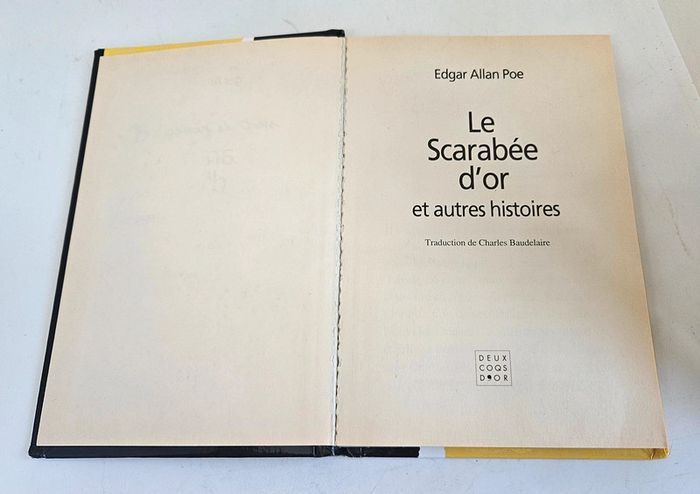 Edgar Allan Poe
Le
Scarabée
d'or
et autres histoires
Traduction de Charles Baudelaire
DEUX
COQS
D'OR